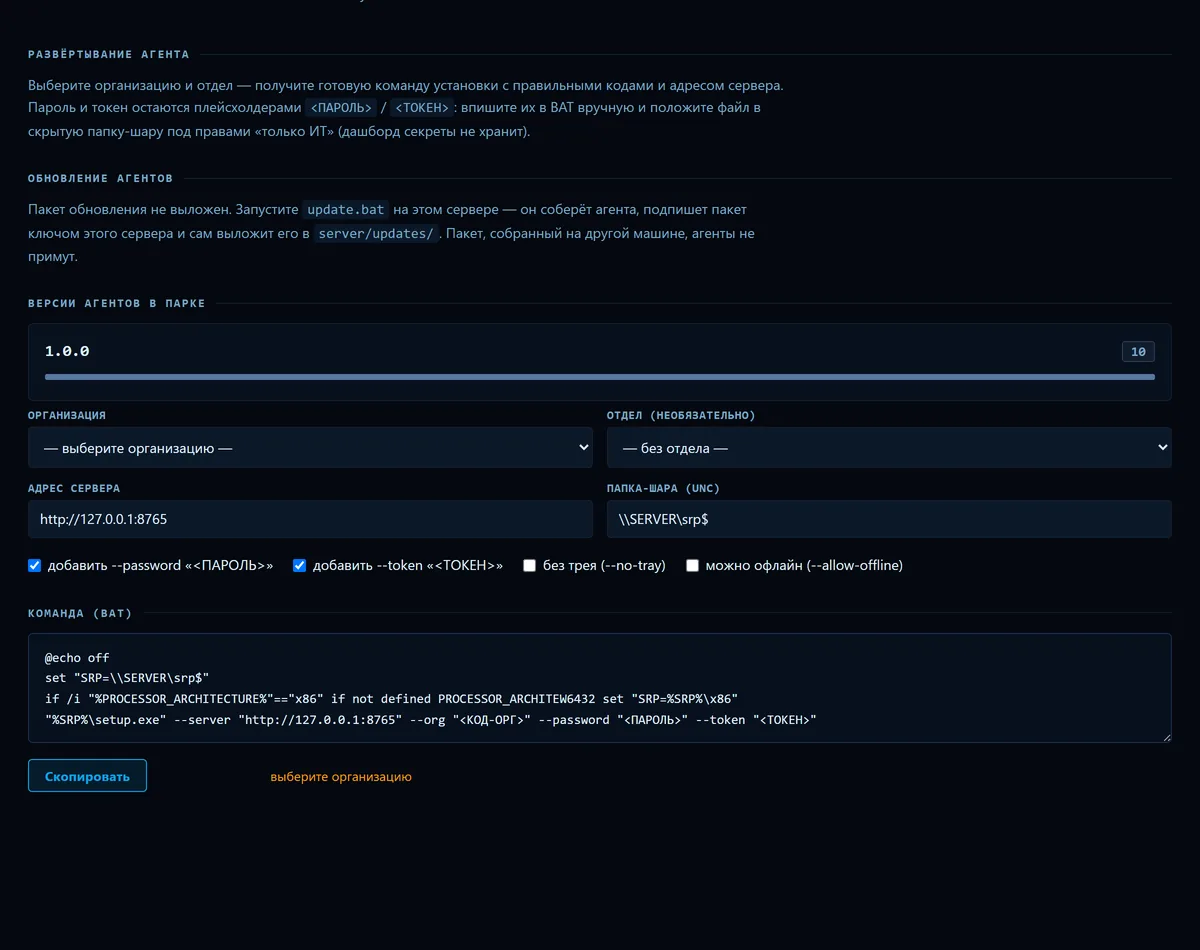 РАЗВЁРТЫВАНИЕ АГЕНТА
Выберите организацию и отдел — получите готовую команду установки с правильными кодами и адресом сервера.
Пароль и токен остаются плейсхолдерами <ПАРОЛЬ> / <ТОКЕН>: впишите их в BAT вручную и положите файл в
скрытую папку-шару под правами «только ИТ» (дашборд секреты не хранит).
ОБНОВЛЕНИЕ АГЕНТОВ
Пакет обновления не выложен. Запустите update.bat на этом сервере — он соберёт агента, подпишет пакет
ключом этого сервера и сам выложит его в server/updates/. Пакет, собранный на другой машине, агенты не
примут.
ВЕРСИИ АГЕНТОВ В ПАРКЕ
1.0.0 10
ОРГАНИЗАЦИЯ ОТДЕЛ (НЕОБЯЗАТЕЛЬНО)
— выберите организацию — — без отдела —
АДРЕС СЕРВЕРА ПАПКА-ШАРА (UNC)
http://127.0.0.1:8765 \\SERVER\srp$
добавить --password «<ПАРОЛЬ>» добавить --token «<ТОКЕН>» без трея (--no-tray) можно офлайн (--allow-offline)
КОМАНДА (BAT)
@echo off
set "SRP=\\SERVER\srp$"
if /i "%PROCESSOR_ARCHITECTURE%"=="x86" if not defined PROCESSOR_ARCHITEW6432 set "SRP=%SRP%\x86"
"%SRP%\setup.exe" --server "http://127.0.0.1:8765" --org "<КОД-ОРГ>" --password "<ПАРОЛЬ>" --token "<ТОКЕН>"
Скопировать выберите организацию